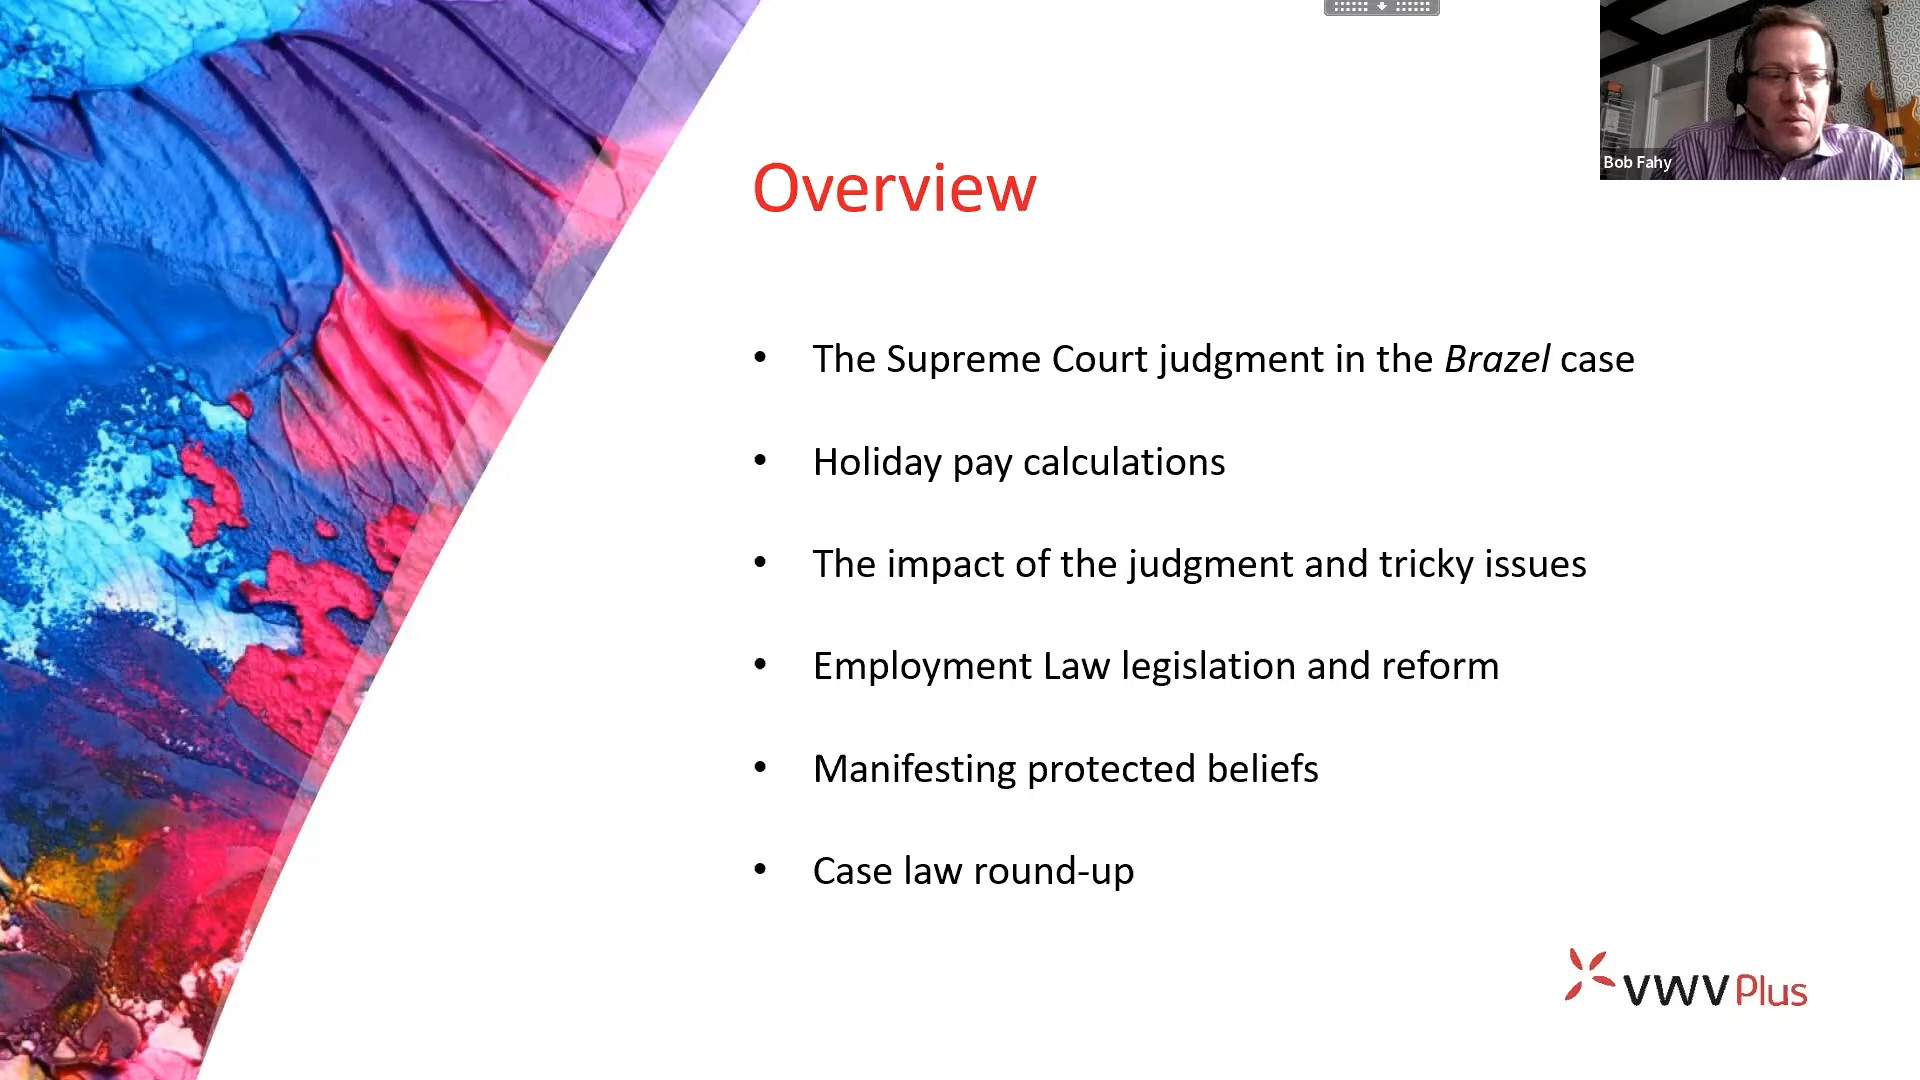 Bob Fahy
Overview
• The Supreme Court judgment in the Brazel case
• Holiday pay calculations
• The impact of the judgment and tricky issues
• Employment Law legislation and reform
• Manifesting protected beliefs
• Case law round-up
VWV Plus